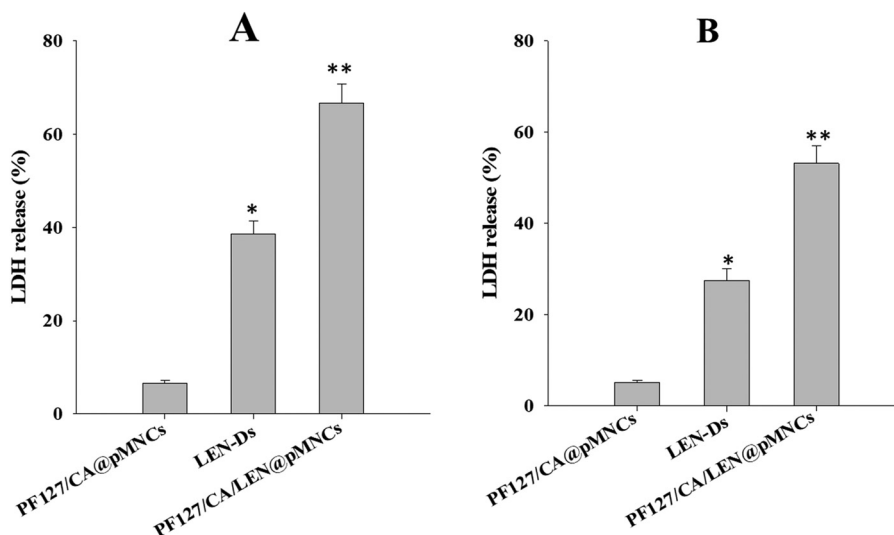 A
LDH release (%)
80
60
40
20
0
*
**
PF127/CA@pMNCs
LEN-Ds
PF127/CA/LEN@pMNCs
B
LDH release (%)
80
60
40
20
0
*
**
PF127/CA@pMNCs
LEN-Ds
PF127/CA/LEN@pMNCs